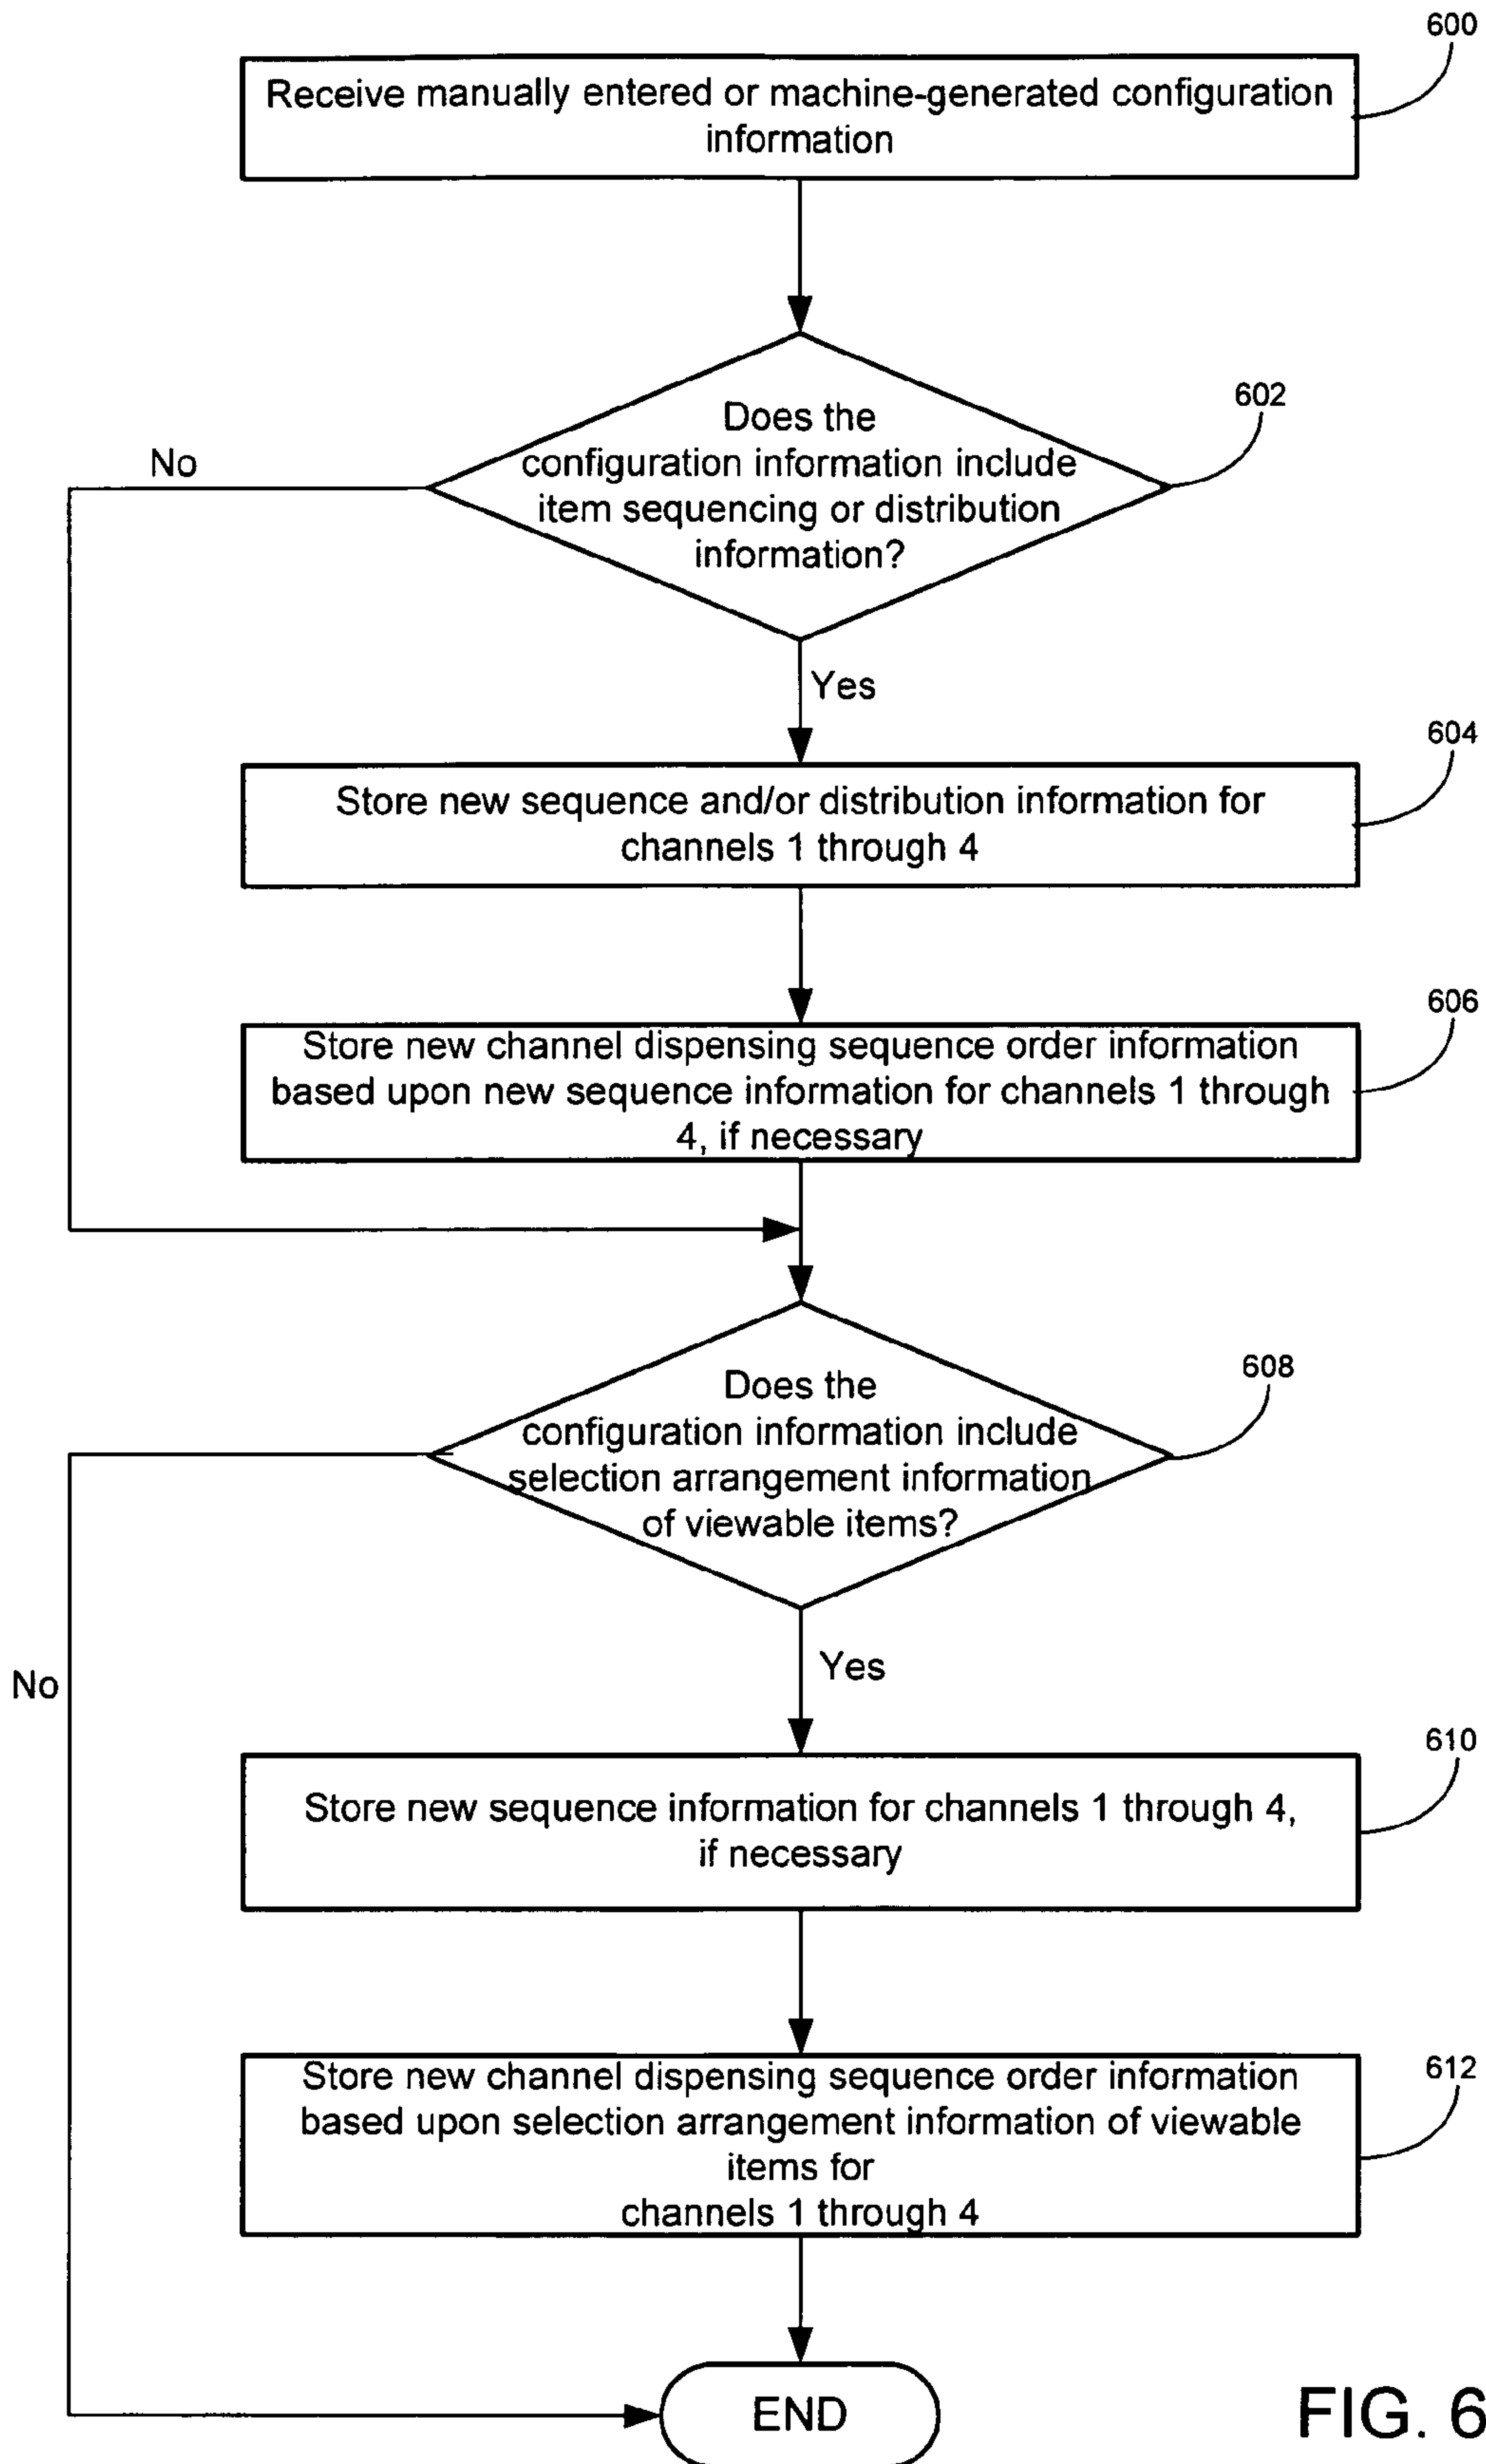 600
Receive manually entered or machine-generated configuration
information
602
Does the
configuration information include
item sequencing or distribution
information?
No
Yes
604
Store new sequence and/or distribution information for
channels 1 through 4
606
Store new channel dispensing sequence order information
based upon new sequence information for channels 1 through
4, if necessary
608
Does the
configuration information include
selection arrangement information
of viewable items?
Yes
No
610
Store new sequence information for channels 1 through 4,
if necessary
612
Store new channel dispensing sequence order information
based upon selection arrangement information of viewable
items for
channels 1 through 4
END
FIG. 6